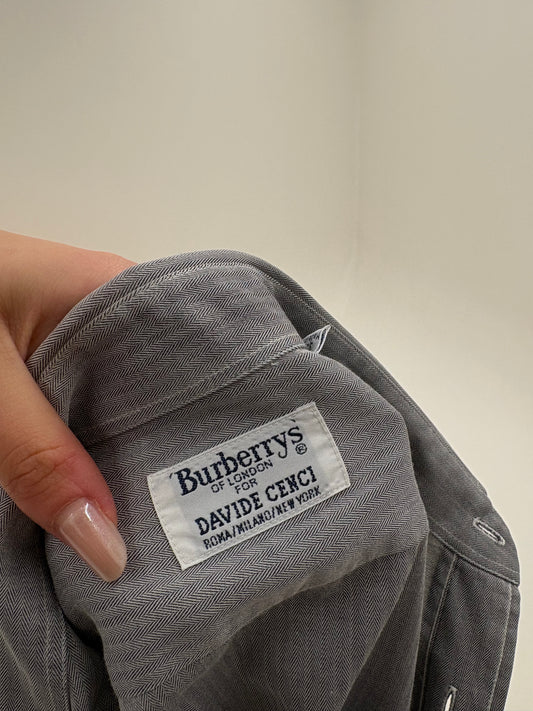 Burberrys®
OF LONDON
FOR
DAVIDE CENCI
ROMA/MILANO/NEW YORK